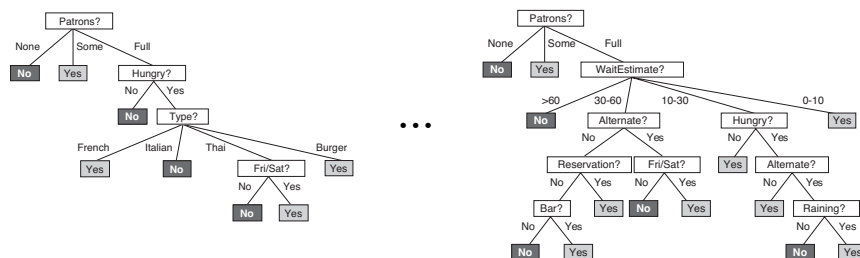 Patrons?
None Some Full
No Yes Hungry?
No Yes
No Type?
French Italian Thai Burger
Yes No Fri/Sat? Yes
No Yes
No Yes
...
Patrons?
None Some Full
No Yes WaitEstimate?
>60 30-60 10-30 0-10
No Alternate? Hungry? Yes
No Yes No Yes
Reservation? Fri/Sat? Yes Alternate?
No Yes No Yes No Yes
Bar? Yes No Yes Yes Raining?
No Yes No Yes
No Yes No Yes